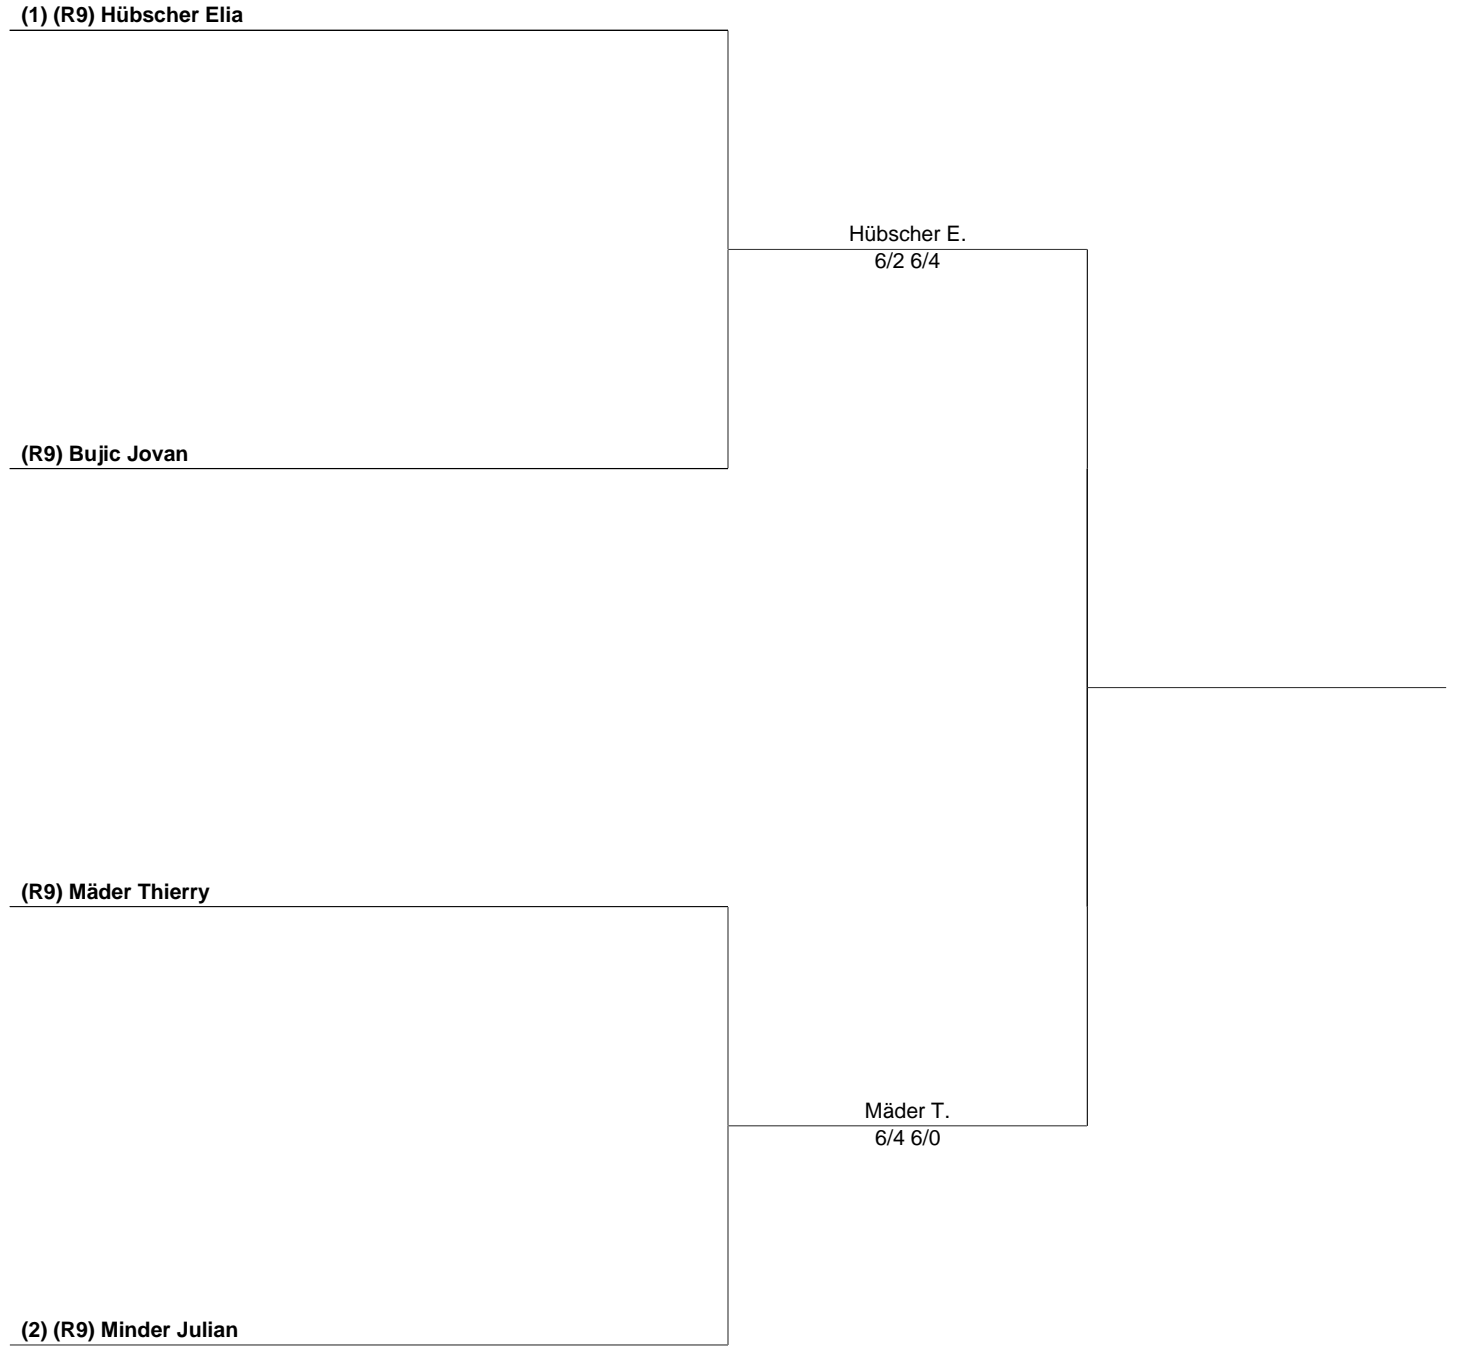 (1) (R9) Hübscher Elia
Hübscher E.
6/2 6/4
(R9) Bujic Jovan
(R9) Mäder Thierry
Mäder T.
6/4 6/0
(2) (R9) Minder Julian